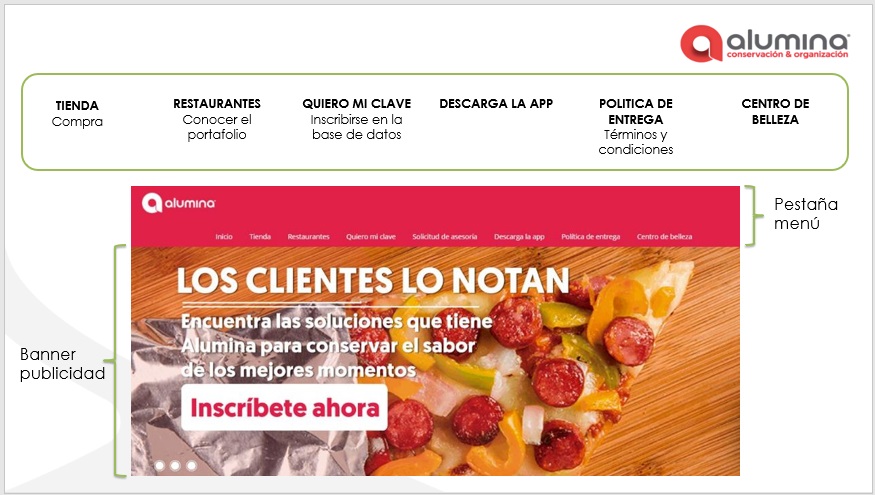 alumina
conservación & organización
TIENDA
Compra
RESTAURANTES
Conocer el
portafolio
QUIERO MI CLAVE
Inscribirse en la
base de datos
DESCARGA LA APP
POLITICA DE
ENTREGA
Términos y
condiciones
CENTRO DE
BELLEZA
alumina
Inicio Tienda Restaurantes Quiero mi clave Solicitud de asesoría Descarga la app Política de entrega Centro de belleza
Pestaña
menú
Banner
publicidad
LOS CLIENTES LO NOTAN
Encuentra las soluciones que tiene
Alumina para conservar el sabor
de los mejores momentos
Inscríbete ahora